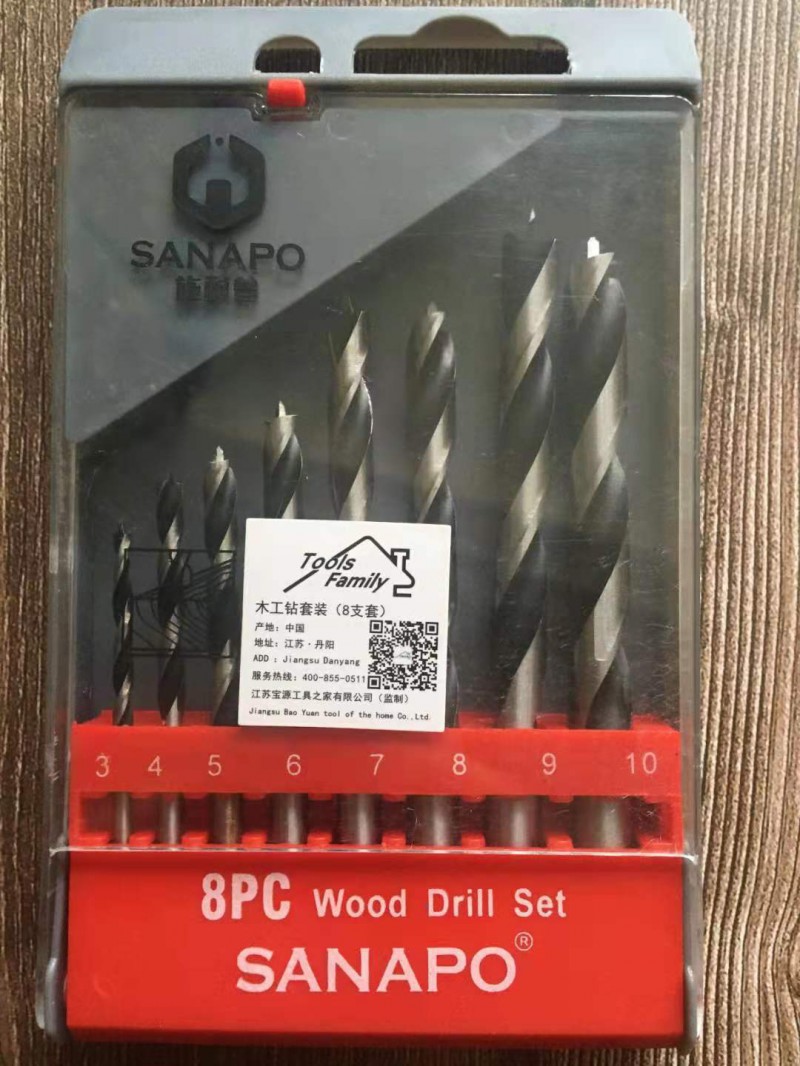 SANAPO
施耐普
Tools
Family
木工钻套装（8支套）
产地：中国
地址：江苏·丹阳
ADD：Jiangsu Danyang
服务热线：400-855-0511
江苏宝源工具之家有限公司（监制）
Jiangsu Bao Yuan tool of the home Co.,Ltd.
3 4 5 6 7 8 9 10
8PC Wood Drill Set
SANAPO®